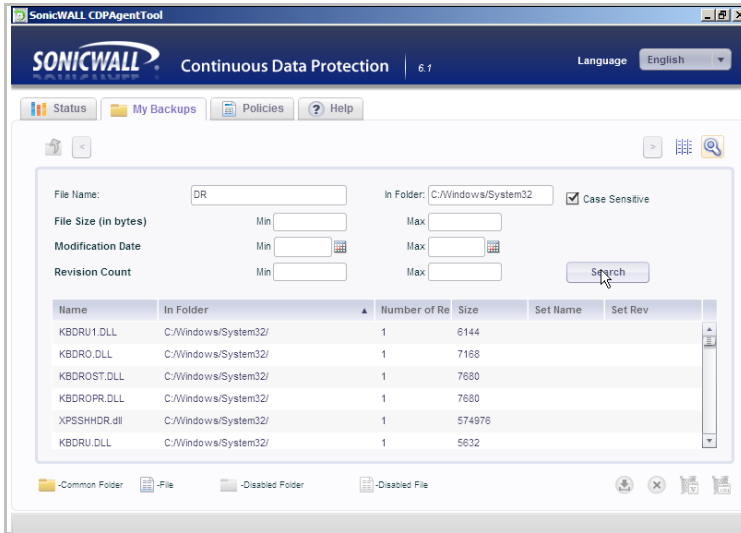 SonicWALL CDPAgentTool
SONICWALL Continuous Data Protection 6.1 Language English
Status My Backups Policies Help
File Name: DR In Folder: C:/Windows/System32 Case Sensitive
File Size (in bytes) Min Max
Modification Date Min Max
Revision Count Min Max Search
Name In Folder Number of Re Size Set Name Set Rev
KBDRU1.DLL C:/Windows/System32/ 1 6144
KBDRO.DLL C:/Windows/System32/ 1 7168
KBDROST.DLL C:/Windows/System32/ 1 7680
KBDROPR.DLL C:/Windows/System32/ 1 7680
XPSSHHDR.dll C:/Windows/System32/ 1 574976
KBDRU.DLL C:/Windows/System32/ 1 5632
-Common Folder -File -Disabled Folder -Disabled File